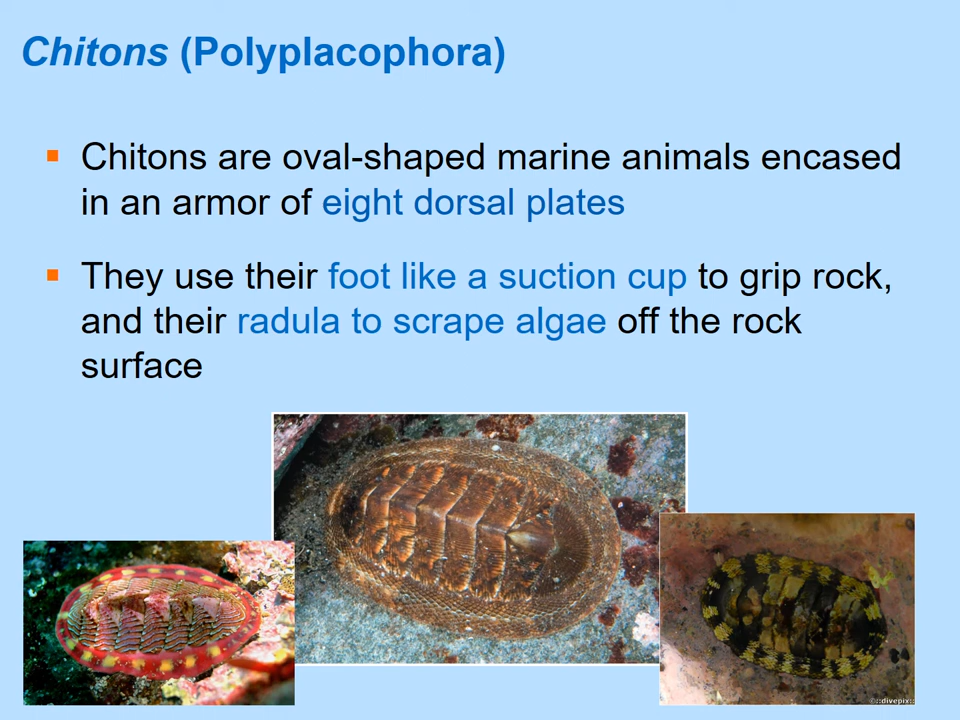 Chitons (Polyplacophora)
▪ Chitons are oval-shaped marine animals encased
in an armor of eight dorsal plates
▪ They use their foot like a suction cup to grip rock,
and their radula to scrape algae off the rock
surface
©::divepix::